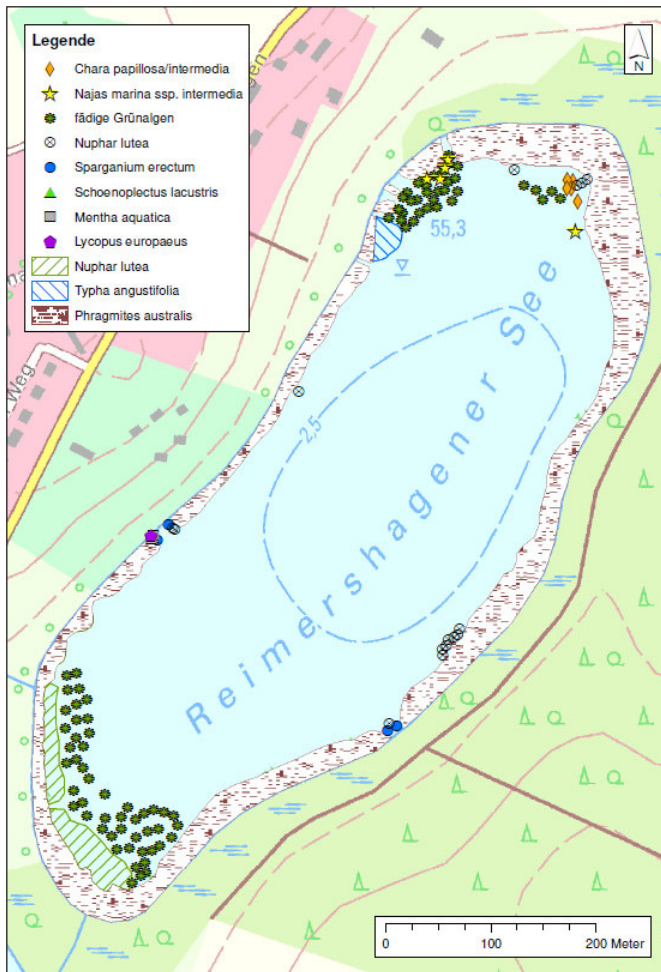 Legende
Chara papillosa/intermedia
Najas marina ssp. intermedia
fädige Grünalgen
Nuphar lutea
Sparganium erectum
Schoenoplectus lacustris
Mentha aquatica
Lycopus europaeus
Nuphar lutea
Typha angustifolia
Phragmites australis
N
55,3
2,5
Reimershagener See
Weg
0 100 200 Meter